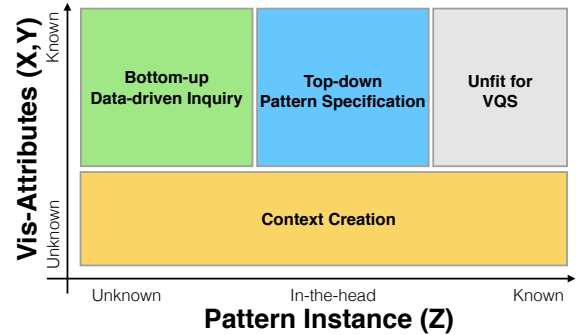 Vis-Attributes (X,Y)
Known
Unknown
Bottom-up
Data-driven Inquiry
Top-down
Pattern Specification
Unfit for
VQS
Context Creation
Unknown
In-the-head
Known
Pattern Instance (Z)